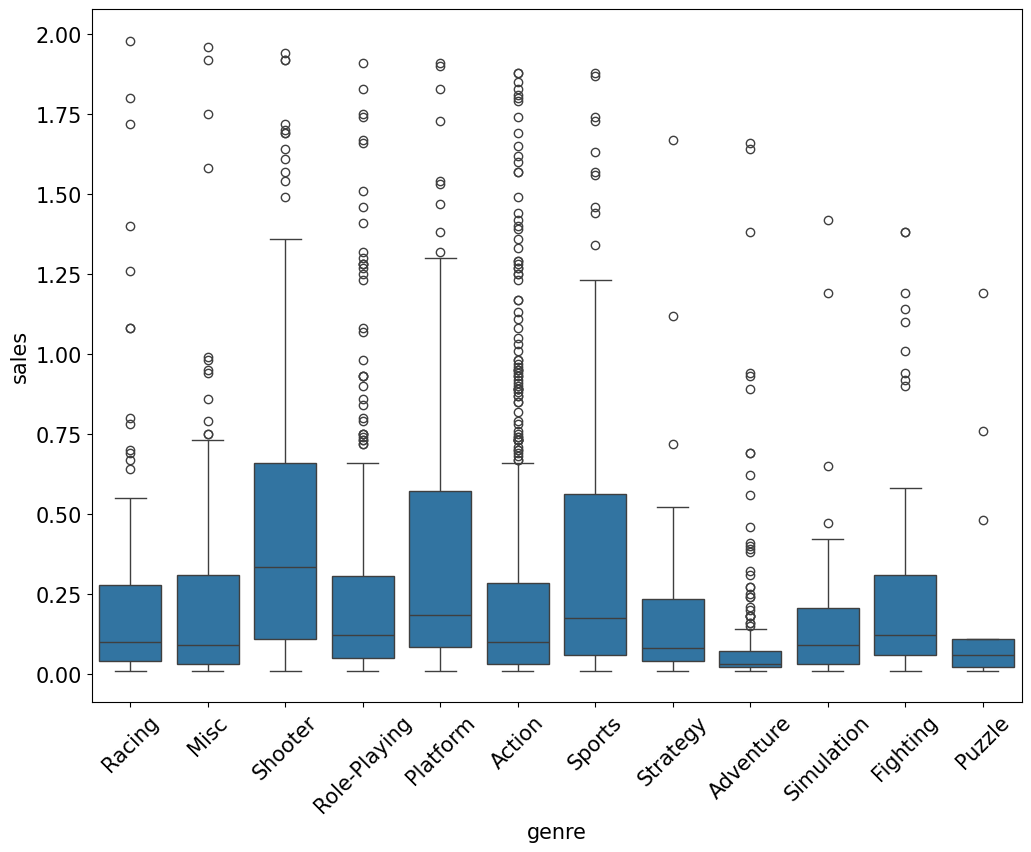 2.00
1.75
1.50
1.25
1.00
0.75
0.50
0.25
0.00
sales
Racing
Misc
Shooter
Role-Playing
Platform
Action
Sports
Strategy
Adventure
Simulation
Fighting
Puzzle
genre